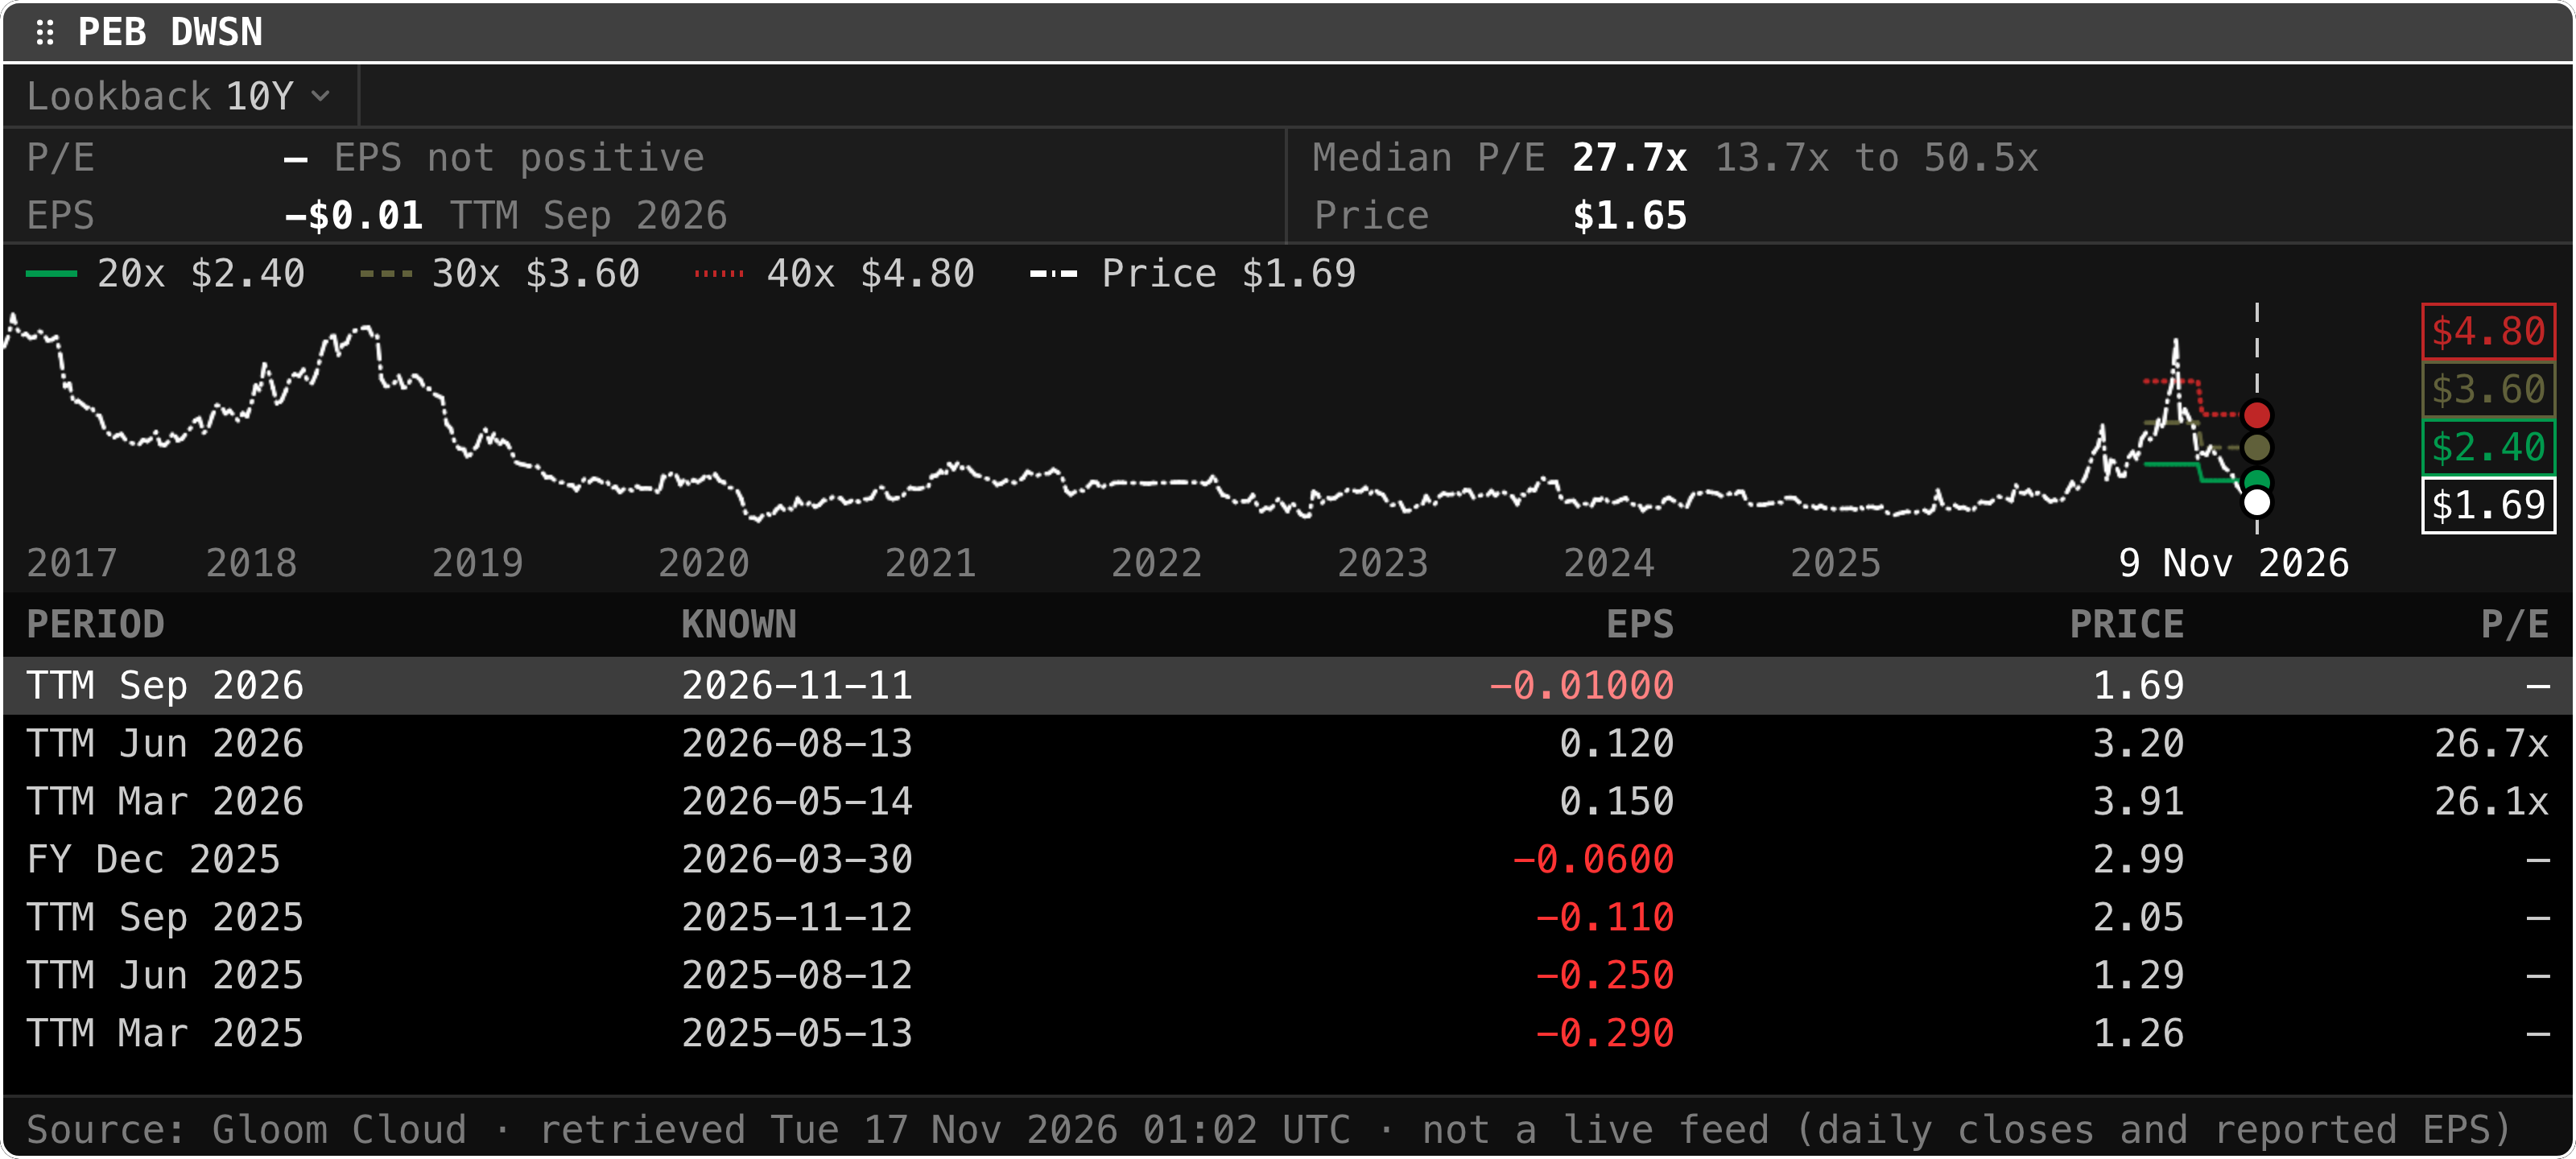 PEB DWSN
Lookback 10Y
P/E — EPS not positive Median P/E 27.7x 13.7x to 50.5x
EPS −$0.01 TTM Sep 2026 Price $1.65
20x $2.40 30x $3.60 40x $4.80 Price $1.69
$4.80
$3.60
$2.40
$1.69
2017 2018 2019 2020 2021 2022 2023 2024 2025 9 Nov 2026
PERIOD KNOWN EPS PRICE P/E
TTM Sep 2026 2026−11−11 −0.01000 1.69 —
TTM Jun 2026 2026−08−13 0.120 3.20 26.7x
TTM Mar 2026 2026−05−14 0.150 3.91 26.1x
FY Dec 2025 2026−03−30 −0.0600 2.99 —
TTM Sep 2025 2025−11−12 −0.110 2.05 —
TTM Jun 2025 2025−08−12 −0.250 1.29 —
TTM Mar 2025 2025−05−13 −0.290 1.26 —
Source: Gloom Cloud · retrieved Tue 17 Nov 2026 01:02 UTC · not a live feed (daily closes and reported EPS)